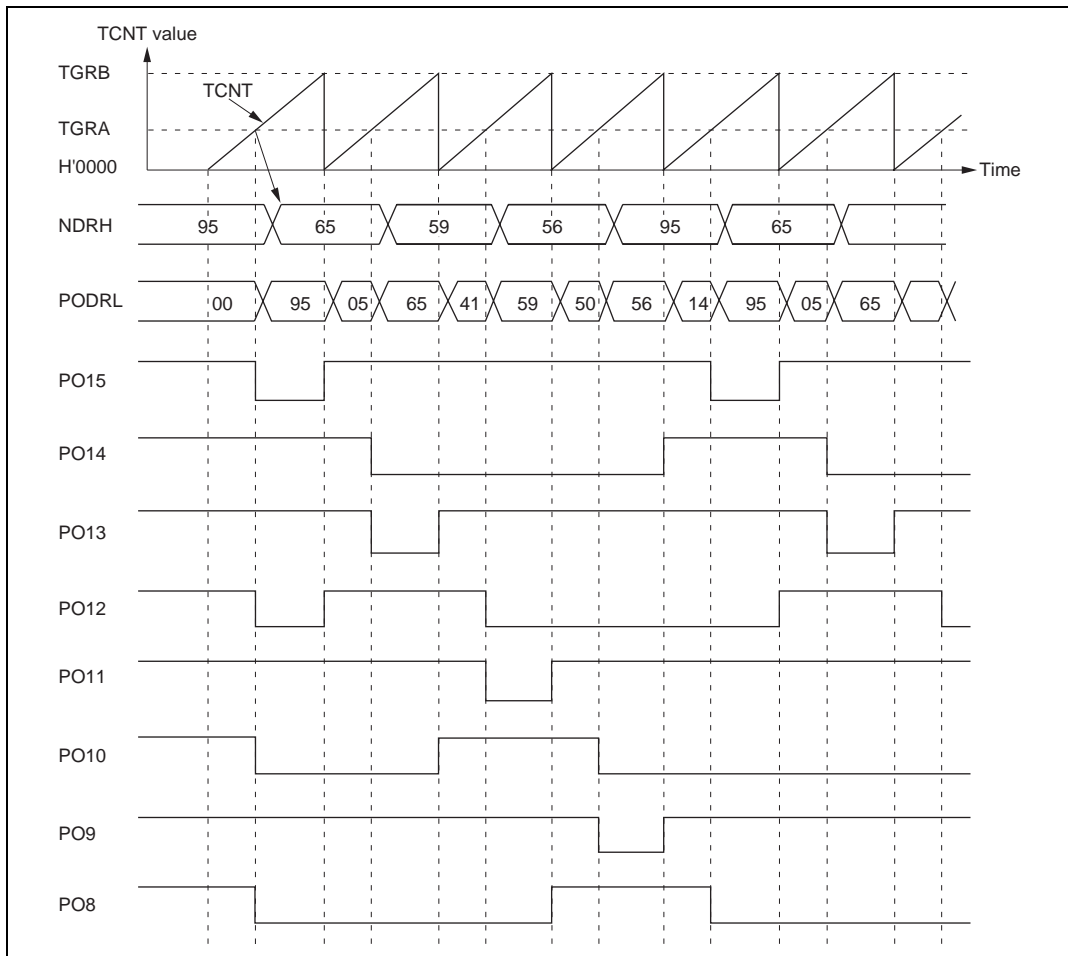 TCNT value
TGRB
TCNT
TGRA
H'0000
Time
NDRH 95 65 59 56 95 65
PODRL 00 95 05 65 41 59 50 56 14 95 05 65
PO15
PO14
PO13
PO12
PO11
PO10
PO9
PO8